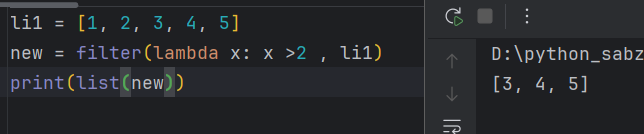 li1 = [1, 2, 3, 4, 5]
new = filter(lambda x: x >2 , li1)
print(list(new))
D:\python_sabz
[3, 4, 5]